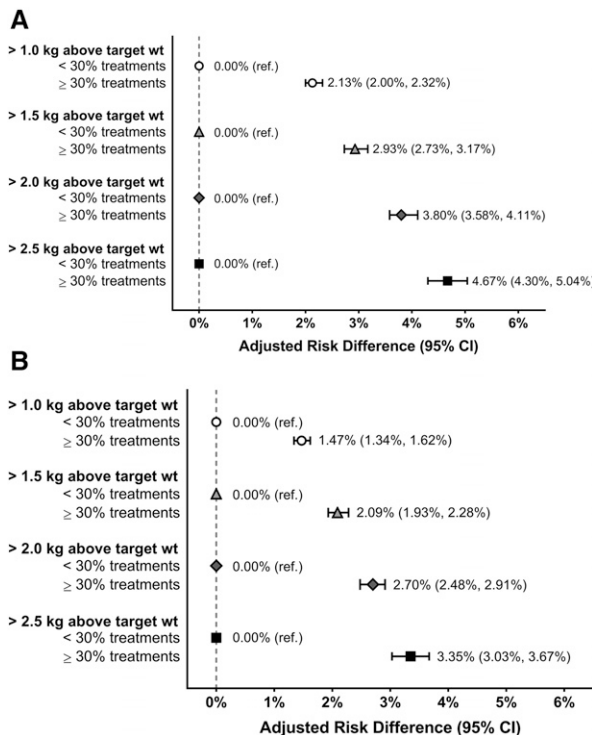 A
> 1.0 kg above target wt
< 30% treatments 0.00% (ref.)
≥ 30% treatments 2.13% (2.00%, 2.32%)
> 1.5 kg above target wt
< 30% treatments 0.00% (ref.)
≥ 30% treatments 2.93% (2.73%, 3.17%)
> 2.0 kg above target wt
< 30% treatments 0.00% (ref.)
≥ 30% treatments 3.80% (3.58%, 4.11%)
> 2.5 kg above target wt
< 30% treatments 0.00% (ref.)
≥ 30% treatments 4.67% (4.30%, 5.04%)
0% 1% 2% 3% 4% 5% 6%
Adjusted Risk Difference (95% CI)
B
> 1.0 kg above target wt
< 30% treatments 0.00% (ref.)
≥ 30% treatments 1.47% (1.34%, 1.62%)
> 1.5 kg above target wt
< 30% treatments 0.00% (ref.)
≥ 30% treatments 2.09% (1.93%, 2.28%)
> 2.0 kg above target wt
< 30% treatments 0.00% (ref.)
≥ 30% treatments 2.70% (2.48%, 2.91%)
> 2.5 kg above target wt
< 30% treatments 0.00% (ref.)
≥ 30% treatments 3.35% (3.03%, 3.67%)
0% 1% 2% 3% 4% 5% 6%
Adjusted Risk Difference (95% CI)